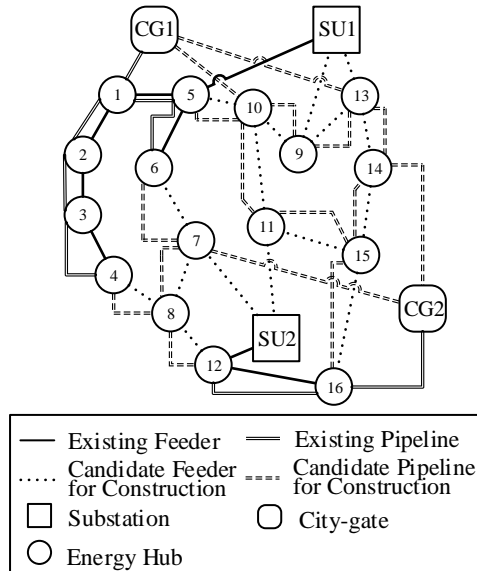 CG1
SU1
1
5
10
13
2
9
14
6
3
11
7
15
4
CG2
8
SU2
12
16
Existing Feeder
Existing Pipeline
Candidate Feeder
for Construction
Candidate Pipeline
for Construction
Substation
City-gate
Energy Hub